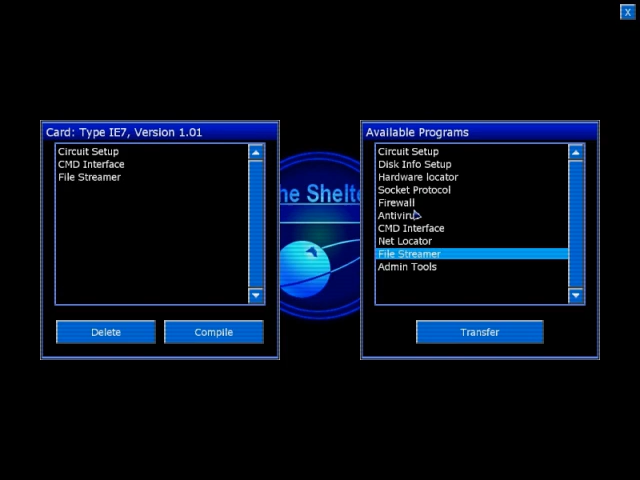 X
Card: Type IE7, Version 1.01
Circuit Setup
CMD Interface
File Streamer
Delete
Compile
he Shelte
Available Programs
Circuit Setup
Disk Info Setup
Hardware locator
Socket Protocol
Firewall
Antivirus
CMD Interface
Net Locator
File Streamer
Admin Tools
Transfer